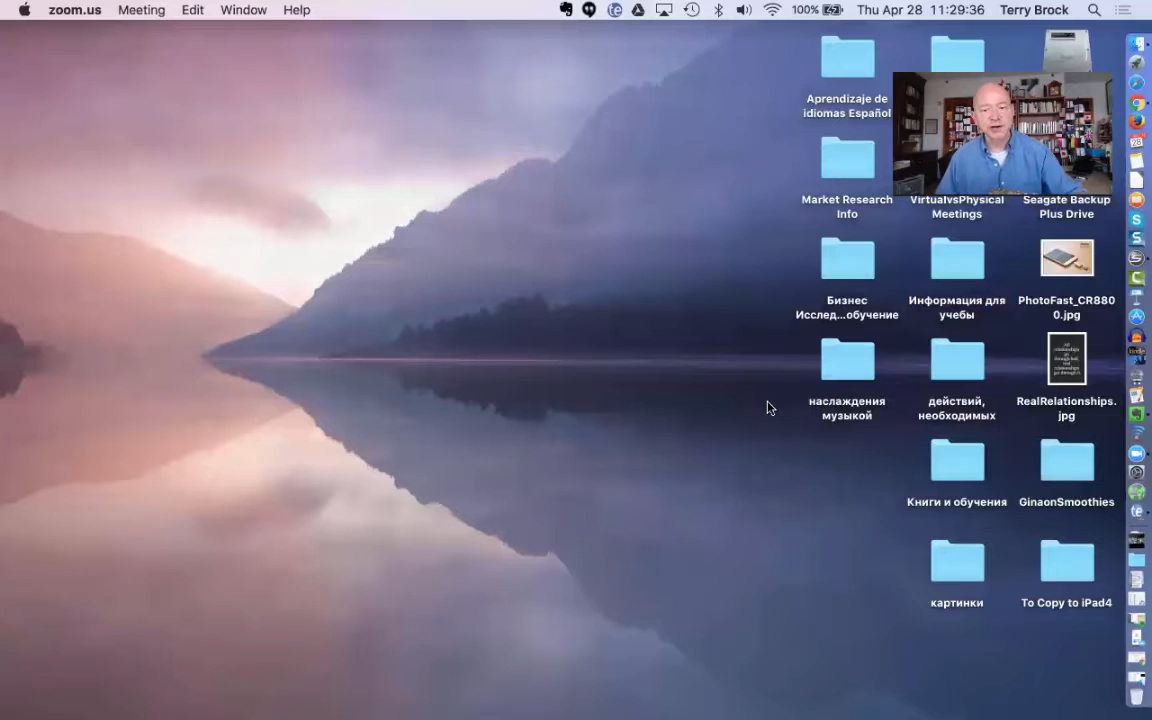 zoom.us Meeting Edit Window Help 100% Thu Apr 28 11:29:36 Terry Brock
Aprendizaje de
idiomas Español
Market Research
Info
VirtualvsPhysical
Meetings
Seagate Backup
Plus Drive
Бизнес
Исслед...обучение
Информация для
учебы
PhotoFast_CR880
0.jpg
наслаждения
музыкой
действий,
необходимых
RealRelationships.
jpg
Книги и обучения
GinaonSmoothies
картинки
To Copy to iPad4